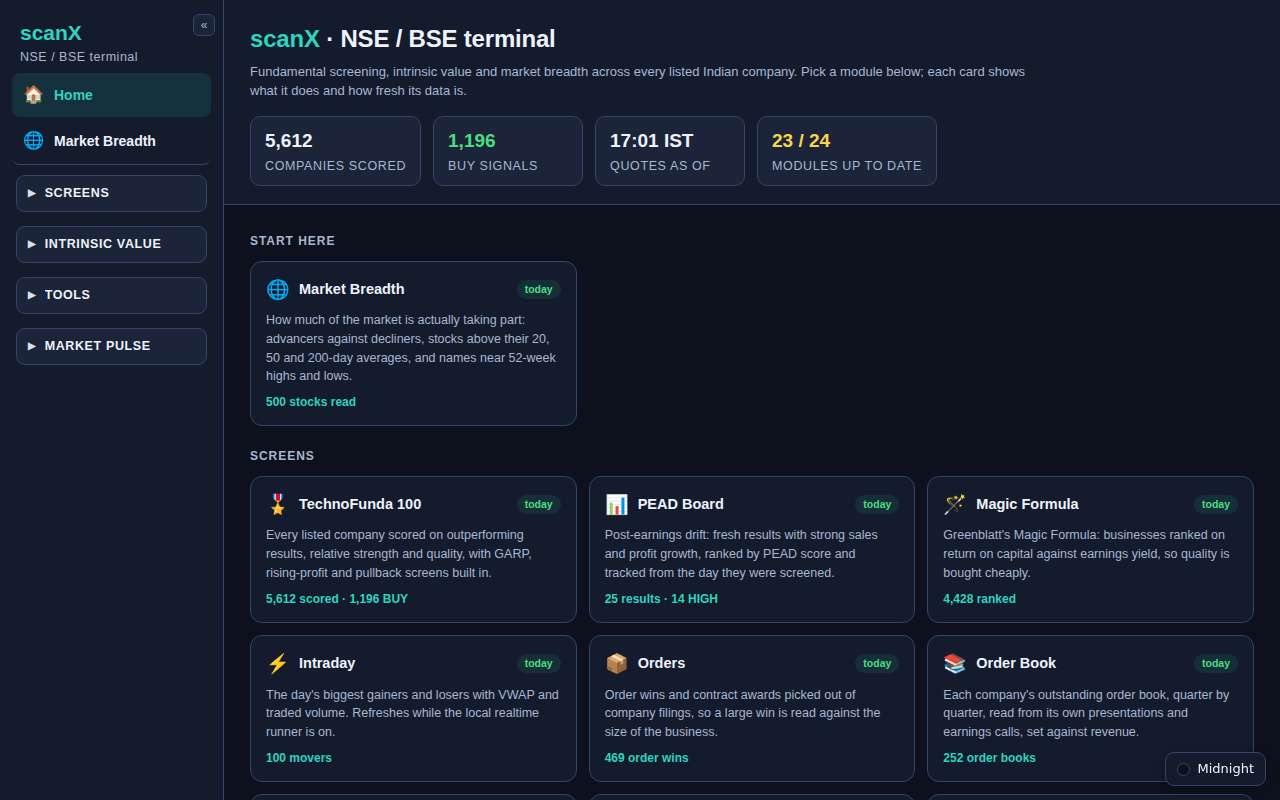 scanX
«
NSE / BSE terminal
Home
Market Breadth
▶ SCREENS
▶ INTRINSIC VALUE
▶ TOOLS
▶ MARKET PULSE
scanX · NSE / BSE terminal
Fundamental screening, intrinsic value and market breadth across every listed Indian company. Pick a module below; each card shows
what it does and how fresh its data is.
5,612
COMPANIES SCORED
1,196
BUY SIGNALS
17:01 IST
QUOTES AS OF
23 / 24
MODULES UP TO DATE
START HERE
Market Breadth
today
How much of the market is actually taking part:
advancers against decliners, stocks above their 20,
50 and 200-day averages, and names near 52-week
highs and lows.
500 stocks read
SCREENS
TechnoFunda 100
today
Every listed company scored on outperforming
results, relative strength and quality, with GARP,
rising-profit and pullback screens built in.
5,612 scored · 1,196 BUY
PEAD Board
today
Post-earnings drift: fresh results with strong sales
and profit growth, ranked by PEAD score and
tracked from the day they were screened.
25 results · 14 HIGH
Magic Formula
today
Greenblatt's Magic Formula: businesses ranked on
return on capital against earnings yield, so quality is
bought cheaply.
4,428 ranked
Intraday
today
The day's biggest gainers and losers with VWAP and
traded volume. Refreshes while the local realtime
runner is on.
100 movers
Orders
today
Order wins and contract awards picked out of
company filings, so a large win is read against the
size of the business.
469 order wins
Order Book
today
Each company's outstanding order book, quarter by
quarter, read from its own presentations and
earnings calls, set against revenue.
252 order books
Midnight